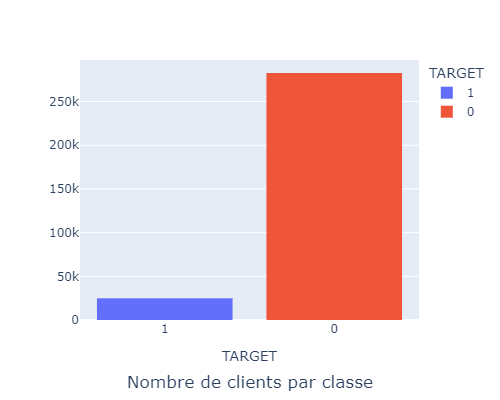 TARGET
1
0
250k
200k
150k
100k
50k
0
1
0
TARGET
Nombre de clients par classe